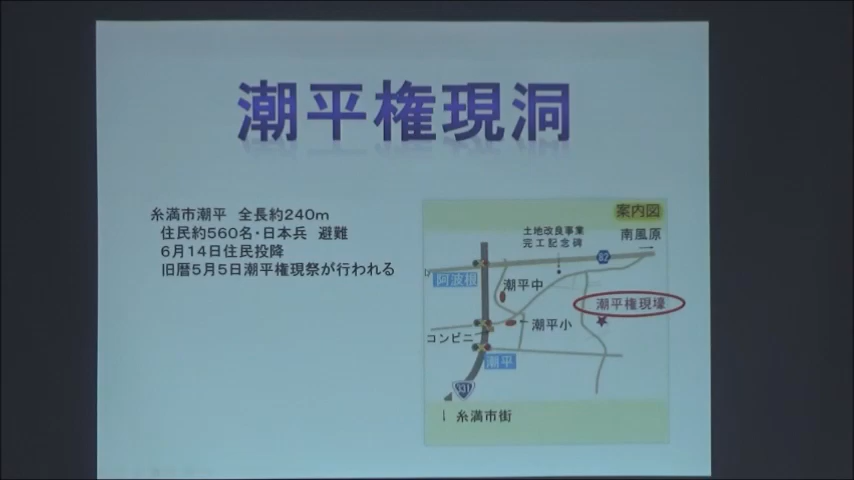 潮平権現洞
糸満市潮平　全長約240m
住民約560名・日本兵　避難
6月14日住民投降
旧暦5月5日潮平権現祭が行われる
案内図
土地改良事業
完工記念碑
南風原
82
阿波根
潮平中
潮平権現壕
潮平小
コンビニ
潮平
331
糸満市街